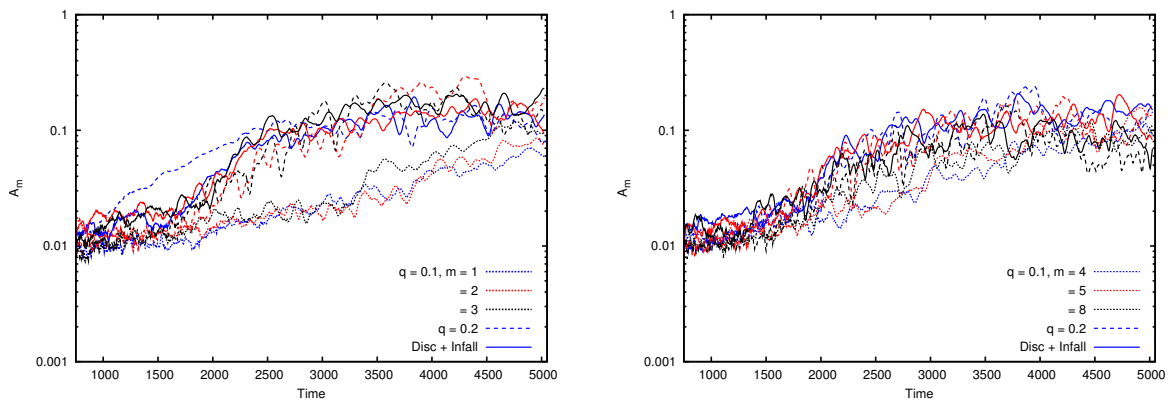 1
0.1
0.01
0.001
A_m
1000 1500 2000 2500 3000 3500 4000 4500 5000
Time
q = 0.1, m = 1
= 2
= 3
q = 0.2
Disc + Infall
1
0.1
0.01
0.001
A_m
1000 1500 2000 2500 3000 3500 4000 4500 5000
Time
q = 0.1, m = 4
= 5
= 8
q = 0.2
Disc + Infall